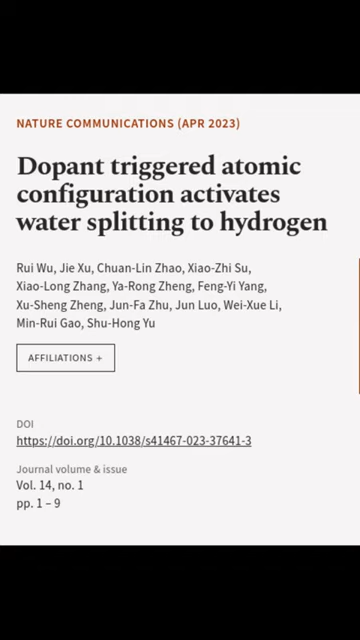 NATURE COMMUNICATIONS (APR 2023)
Dopant triggered atomic
configuration activates
water splitting to hydrogen
Rui Wu, Jie Xu, Chuan-Lin Zhao, Xiao-Zhi Su,
Xiao-Long Zhang, Ya-Rong Zheng, Feng-Yi Yang,
Xu-Sheng Zheng, Jun-Fa Zhu, Jun Luo, Wei-Xue Li,
Min-Rui Gao, Shu-Hong Yu
AFFILIATIONS +
DOI
https://doi.org/10.1038/s41467-023-37641-3
Journal volume & issue
Vol. 14, no. 1
pp. 1 – 9